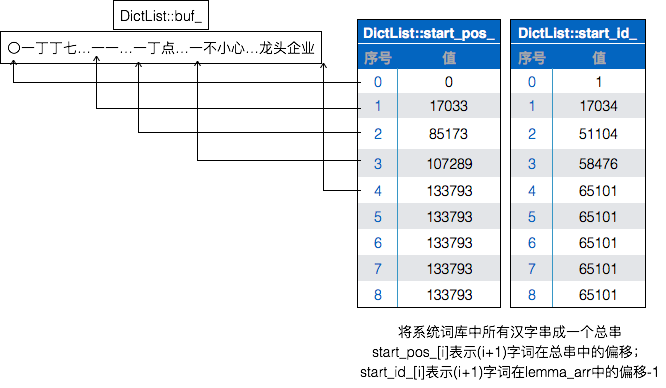 DictList::buf_
〇一丁丁七…一一…一丁点…一不小心…龙头企业
DictList::start_pos_
序号 值
0 0
1 17033
2 85173
3 107289
4 133793
5 133793
6 133793
7 133793
8 133793
DictList::start_id_
序号 值
0 1
1 17034
2 51104
3 58476
4 65101
5 65101
6 65101
7 65101
8 65101
将系统词库中所有汉字串成一个总串
start_pos_[i]表示(i+1)字词在总串中的偏移；
start_id_[i]表示(i+1)字词在lemma_arr中的偏移-1